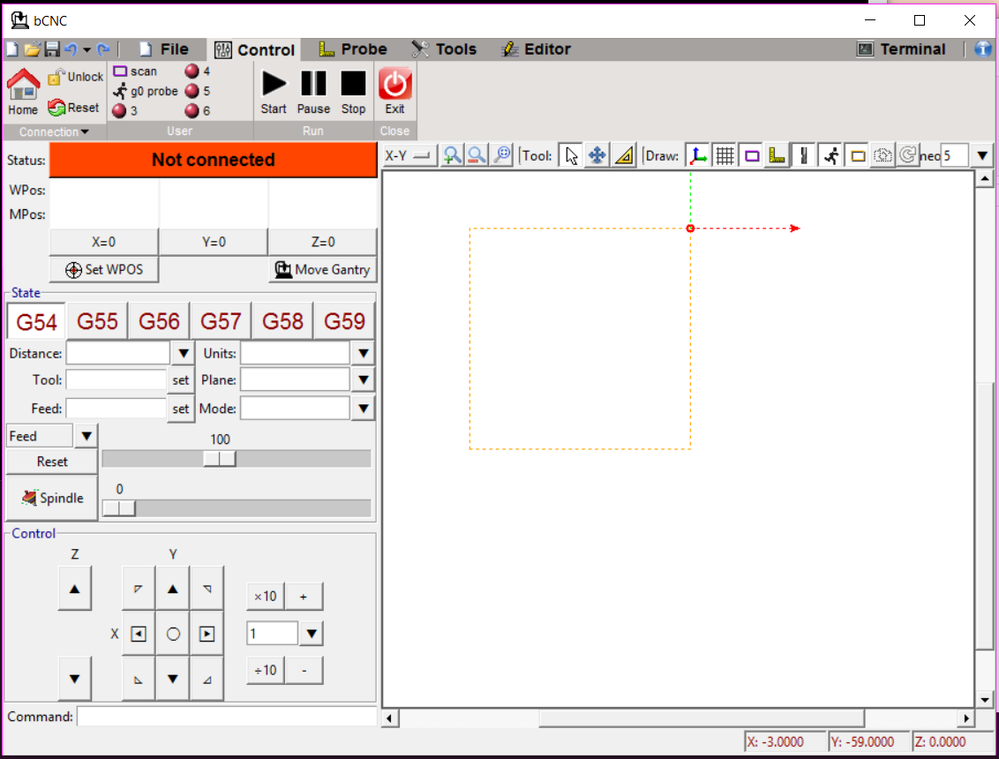 bCNC
File Control Probe Tools Editor Terminal
Home Unlock Reset
scan 4
g0 probe 5
3 6
Start Pause Stop Exit
Connection User Run Close
Status: Not connected
WPos:
MPos:
X=0 Y=0 Z=0
Set WPOS Move Gantry
State
G54 G55 G56 G57 G58 G59
Distance: Units:
Tool: set Plane:
Feed: set Mode:
Feed 100
Reset
0
Spindle
Control
Z Y
×10 +
X 1
÷10 -
Command:
X-Y Tool: Draw: neo 5
X: -3.0000 Y: -59.0000 Z: 0.0000